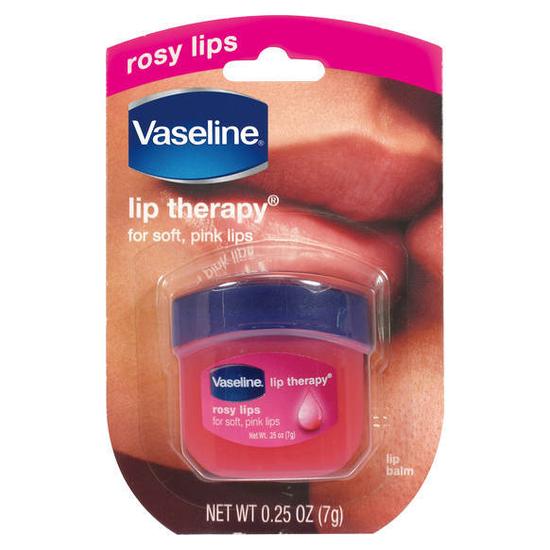 rosy lips
Vaseline®
lip therapy®
for soft, pink lips
Vaseline. lip therapy®
rosy lips
for soft, pink lips
Net Wt. .25 oz (7g)
lip
balm
NET WT 0.25 OZ (7g)